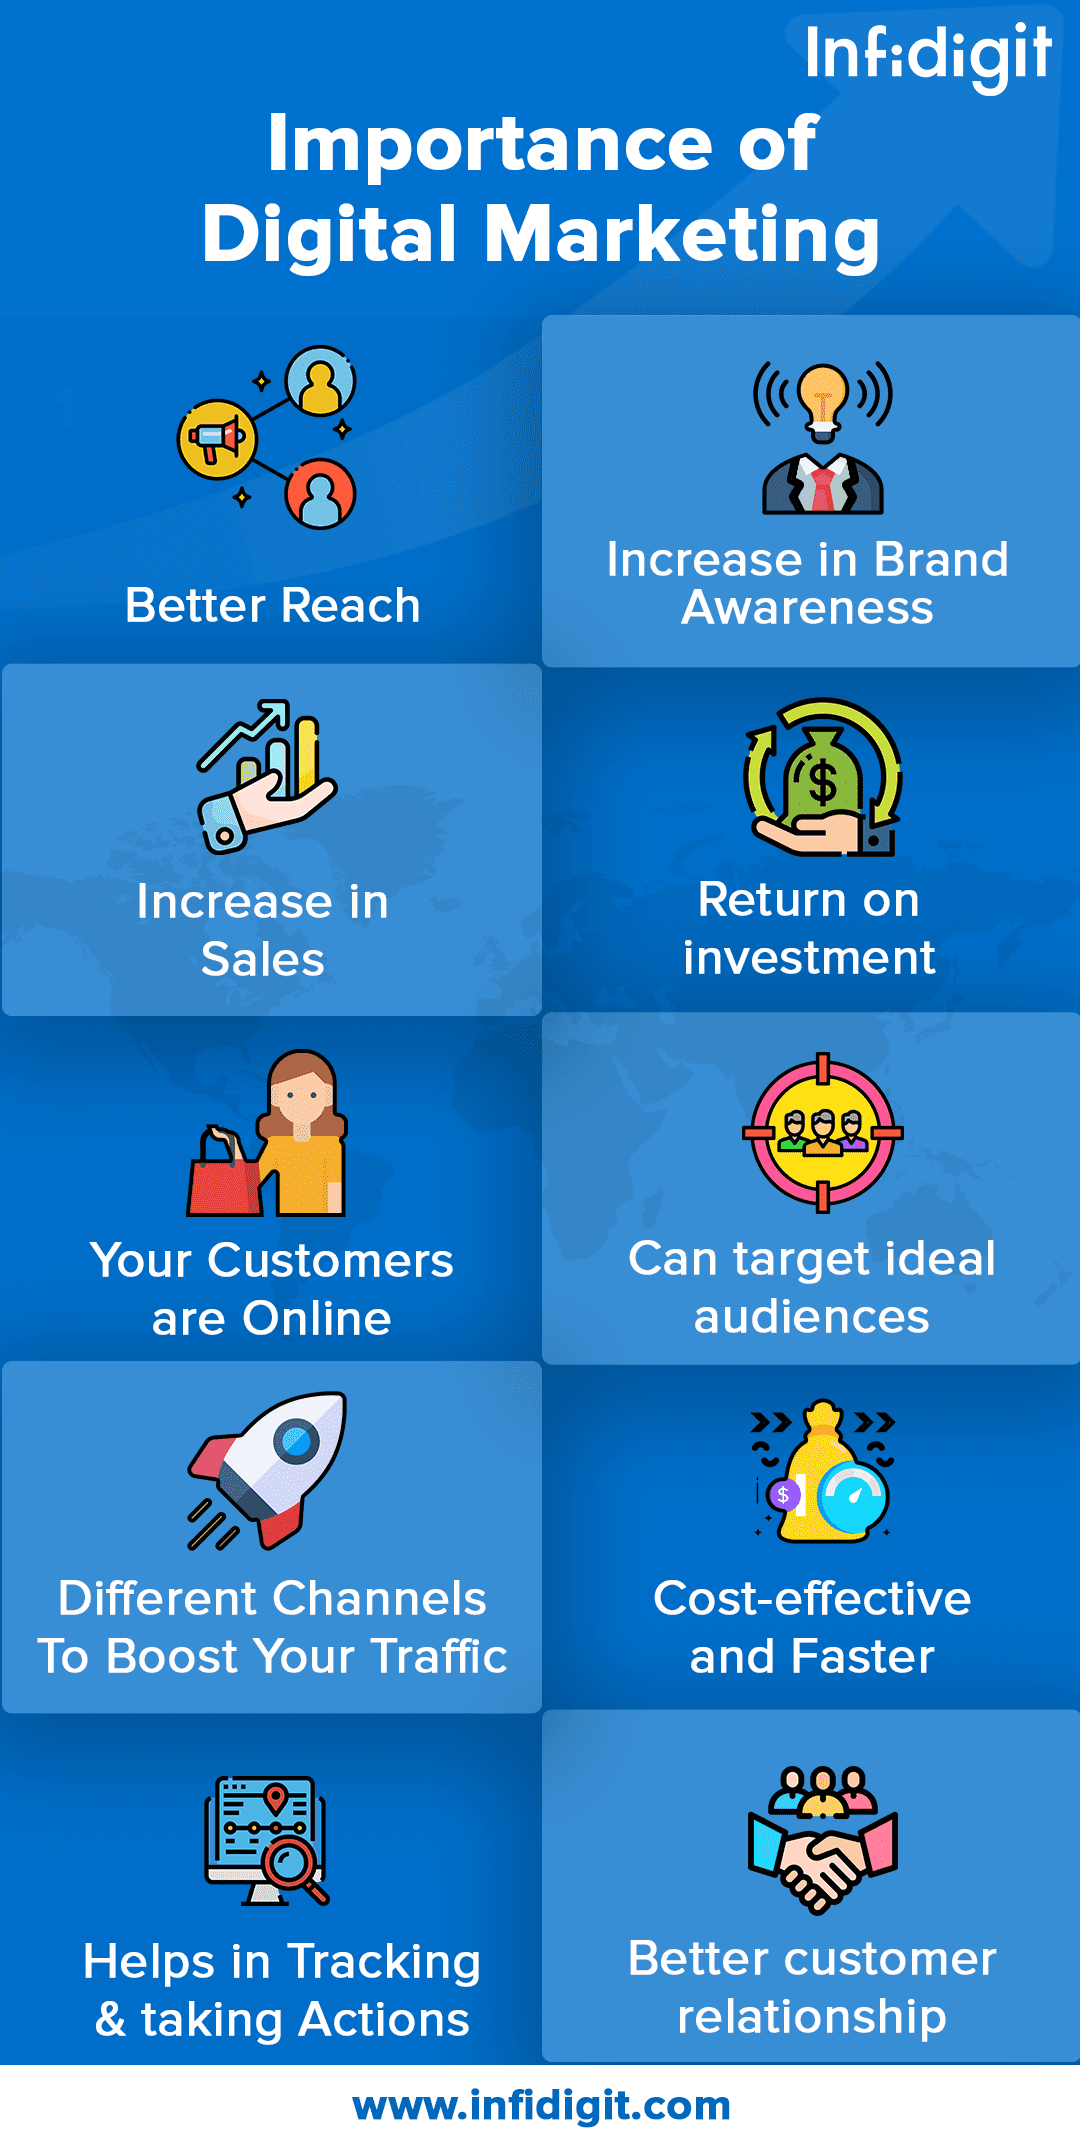 Infidigit
Importance of
Digital Marketing
1
Better Reach
Increase in Brand
Awareness
Increase in
Sales
$
Return on
investment
Your Customers
are Online
Can target ideal
audiences
Different Channels
To Boost Your Traffic
$
Cost-effective
and Faster
Helps in Tracking
& taking Actions
Better customer
relationship
www.infidigit.com